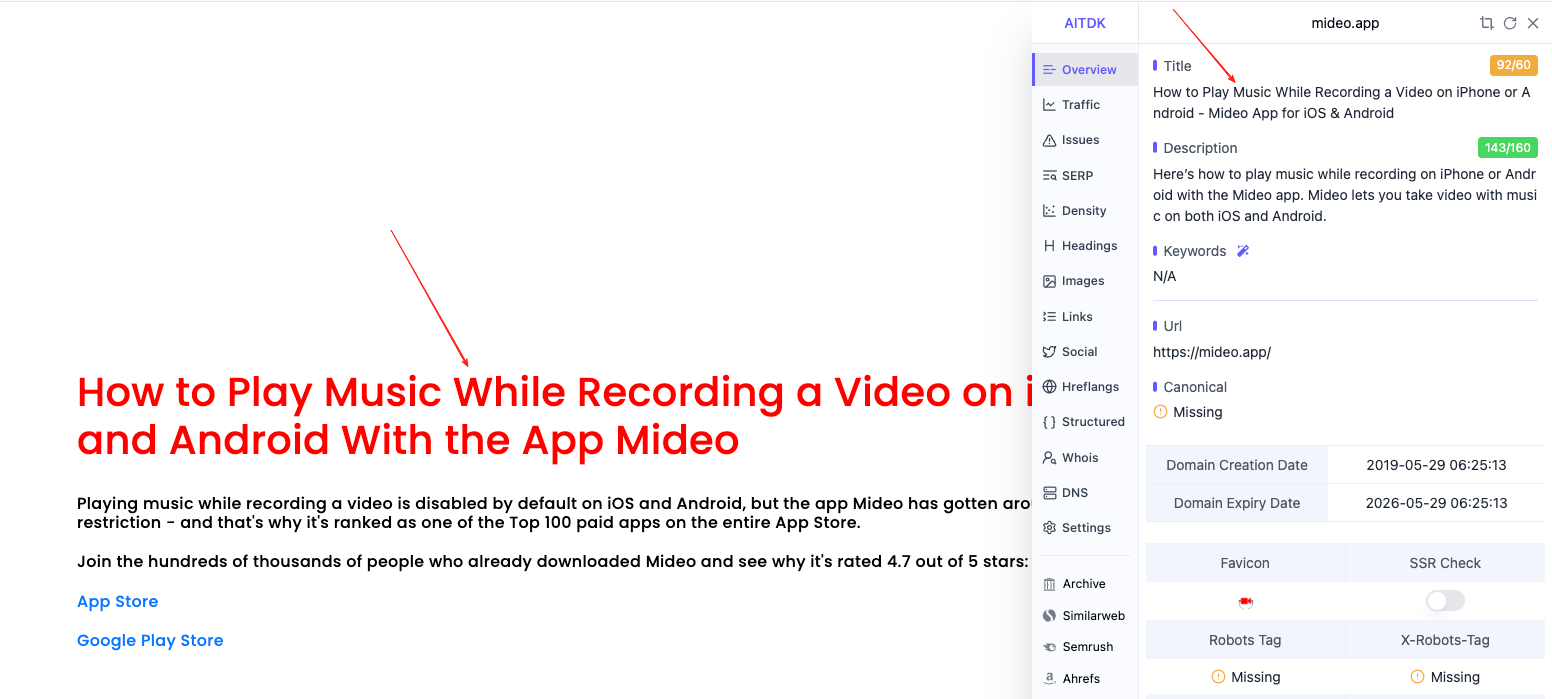 How to Play Music While Recording a Video on i
and Android With the App Mideo
Playing music while recording a video is disabled by default on iOS and Android, but the app Mideo has gotten aro
restriction - and that's why it's ranked as one of the Top 100 paid apps on the entire App Store.
Join the hundreds of thousands of people who already downloaded Mideo and see why it's rated 4.7 out of 5 stars:
App Store
Google Play Store
AITDK
Overview
Traffic
Issues
SERP
Density
Headings
Images
Links
Social
Hreflangs
Structured
Whois
DNS
Settings
Archive
Similarweb
Semrush
Ahrefs
mideo.app
Title 92/60
How to Play Music While Recording a Video on iPhone or A
ndroid - Mideo App for iOS & Android
Description 143/160
Here's how to play music while recording on iPhone or Andr
oid with the Mideo app. Mideo lets you take video with musi
c on both iOS and Android.
Keywords
N/A
Url
https://mideo.app/
Canonical
Missing
Domain Creation Date 2019-05-29 06:25:13
Domain Expiry Date 2026-05-29 06:25:13
Favicon SSR Check
Robots Tag X-Robots-Tag
Missing Missing